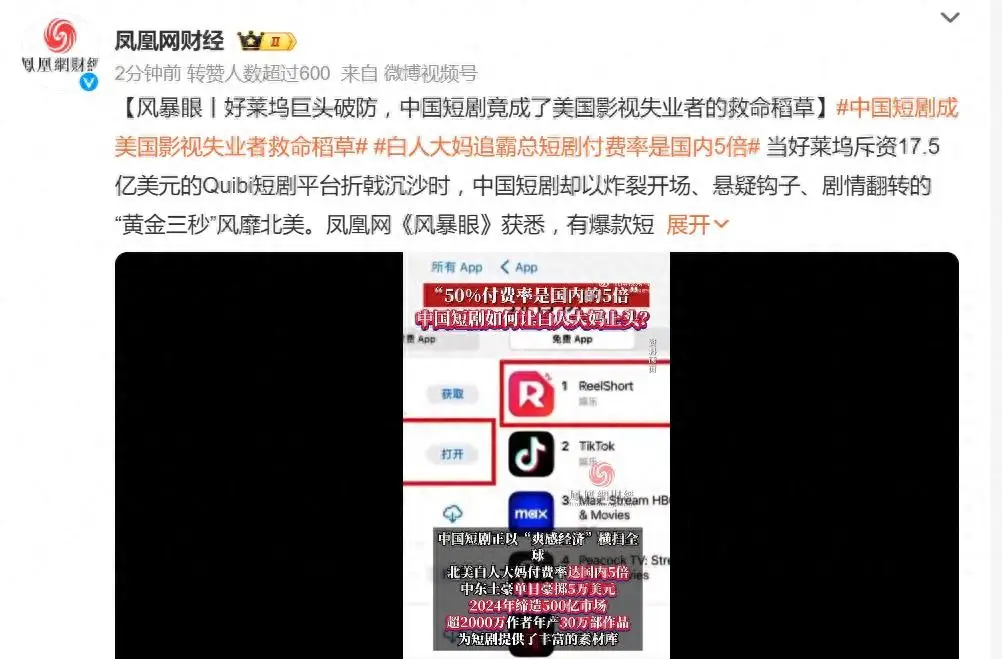 凤凰网财经 II
鳳凰網財經
2分钟前 转赞人数超过600 来自 微博视频号
【风暴眼丨好莱坞巨头破防，中国短剧竟成了美国影视失业者的救命稻草】#中国短剧成
美国影视失业者救命稻草# #白人大妈追霸总短剧付费率是国内5倍# 当好莱坞斥资17.5
亿美元的Quibi短剧平台折戟沉沙时，中国短剧却以炸裂开场、悬疑钩子、剧情翻转的
“黄金三秒”风靡北美。凤凰网《风暴眼》获悉，有爆款短 展开
所有 App App
“50%付费率是国内的5倍”
中国短剧如何让白人大妈上头？
费 App 免费 App
获取
1 ReelShort
娱乐
打开
2 TikTok
娱乐
鳳凰網財經
max
3 Max: Stream HB
& Movies
中国短剧正以“爽感经济”横扫全
球
4 Peacock TV: Stre
北美白人大妈付费率达国内5倍
中东土豪单日豪掷5万美元
2024年缔造500亿市场
超2000万作者年产30万部作品
为短剧提供了丰富的素材库